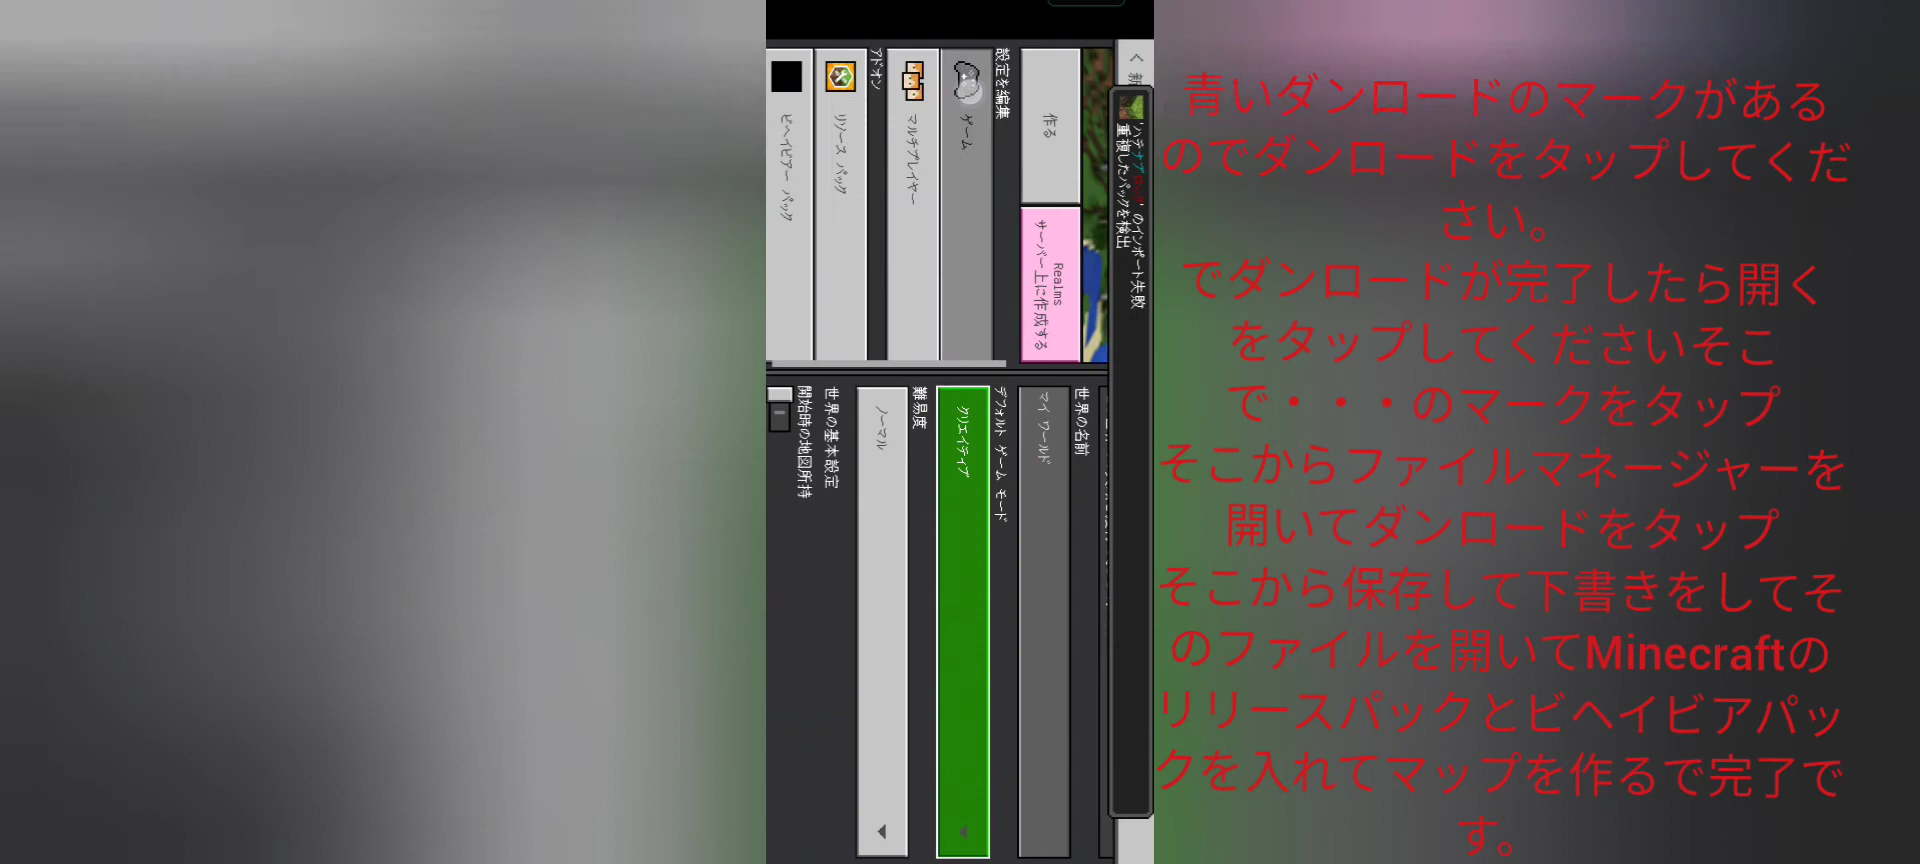 青いダンロードのマークがある
のでダンロードをタップしてくだ
さい。
でダンロードが完了したら開く
をタップしてくださいそこ
で・・・のマークをタップ
そこからファイルマネージャーを
開いてダンロードをタップ
そこから保存して下書きをしてそ
のファイルを開いてMinecraftの
リリースパックとビヘイビアパッ
クを入れてマップを作るで完了で
す。
< 新
'ハテナブロック' のインポート失敗
重複したパックを検出
作る
Realms
サーバー上に作成する
設定を編集
ゲーム
マルチプレイヤー
アドオン
リソース パック
ビヘイビアー パック
世界の名前
マイ ワールド
デフォルト ゲーム モード
クリエイティブ
難易度
ノーマル
世界の基本設定
開始時の地図所持